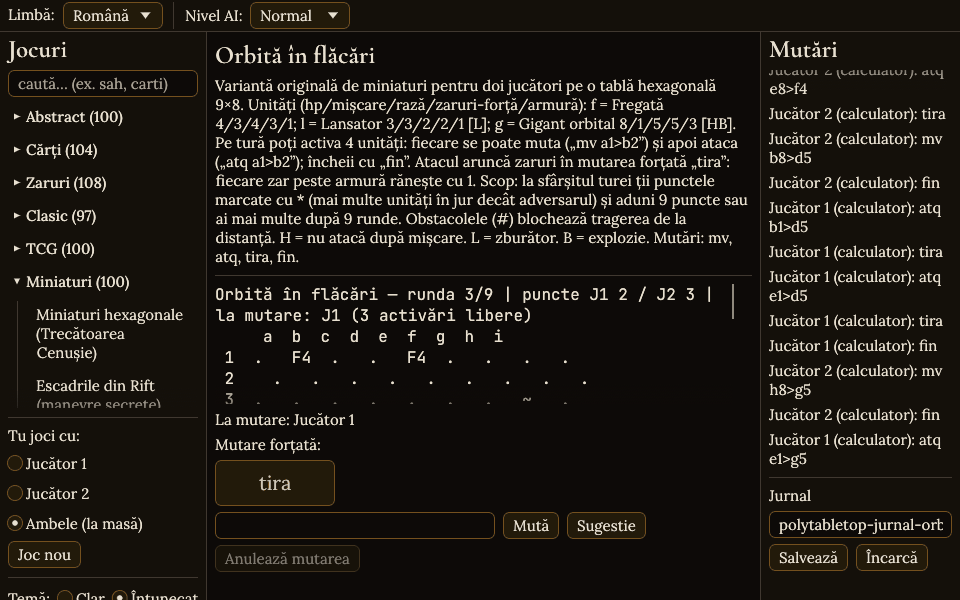 Limbă: Română ▼ Nivel AI: Normal ▼
Jocuri
caută... (ex. sah, carti)
▸ Abstract (100)
▸ Cărți (104)
▸ Zaruri (108)
▸ Clasic (97)
▸ TCG (100)
▾ Miniaturi (100)
Miniaturi hexagonale
(Trecătoarea
Cenușie)
Escadrile din Rift
(manevre secrete)
Tu joci cu:
Jucător 1
Jucător 2
Ambele (la masă)
Joc nou
Temă: Clar Întunecat
Orbită în flăcări
Variantă originală de miniaturi pentru doi jucători pe o tablă hexagonală
9×8. Unități (hp/mișcare/rază/zaruri-forță/armură): f = Fregată
4/3/4/3/1; l = Lansator 3/3/2/2/1 [L]; g = Gigant orbital 8/1/5/5/3 [HB].
Pe tură poți activa 4 unități: fiecare se poate muta („mv a1>b2”) și apoi ataca
(„atq a1>b2”); închei cu „fin”. Atacul aruncă zaruri în mutarea forțată „tira”:
fiecare zar peste armură rănește cu 1. Scop: la sfârșitul turei ții punctele
marcate cu * (mai multe unități în jur decât adversarul) și aduni 9 puncte sau
ai mai multe după 9 runde. Obstacolele (#) blochează tragerea de la
distanță. H = nu atacă după mișcare. L = zburător. B = explozie. Mutări: mv,
atq, tira, fin.
Orbită în flăcări — runda 3/9 | puncte J1 2 / J2 3 |
la mutare: J1 (3 activări libere)
a b c d e f g h i
1 . F4 . . F4 . . . .
2 . . . . . . . . .
3 . . . . . . . ~ .
La mutare: Jucător 1
Mutare forțată:
tira
Mută Sugestie
Anulează mutarea
Mutări
Jucător 2 (calculator): atq
e8>f4
Jucător 2 (calculator): tira
Jucător 2 (calculator): mv
b8>d5
Jucător 2 (calculator): fin
Jucător 1 (calculator): atq
b1>d5
Jucător 1 (calculator): tira
Jucător 1 (calculator): atq
e1>d5
Jucător 1 (calculator): tira
Jucător 1 (calculator): fin
Jucător 2 (calculator): mv
h8>g5
Jucător 2 (calculator): fin
Jucător 1 (calculator): atq
e1>g5
Jurnal
polytabletop-jurnal-orb
Salvează Încarcă